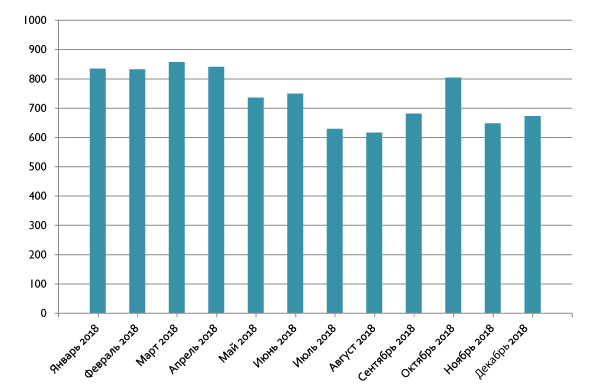 1000
900
800
700
600
500
400
300
200
100
0
Январь 2018
Февраль 2018
Март 2018
Апрель 2018
Май 2018
Июнь 2018
Июль 2018
Август 2018
Сентябрь 2018
Октябрь 2018
Ноябрь 2018
Декабрь 2018